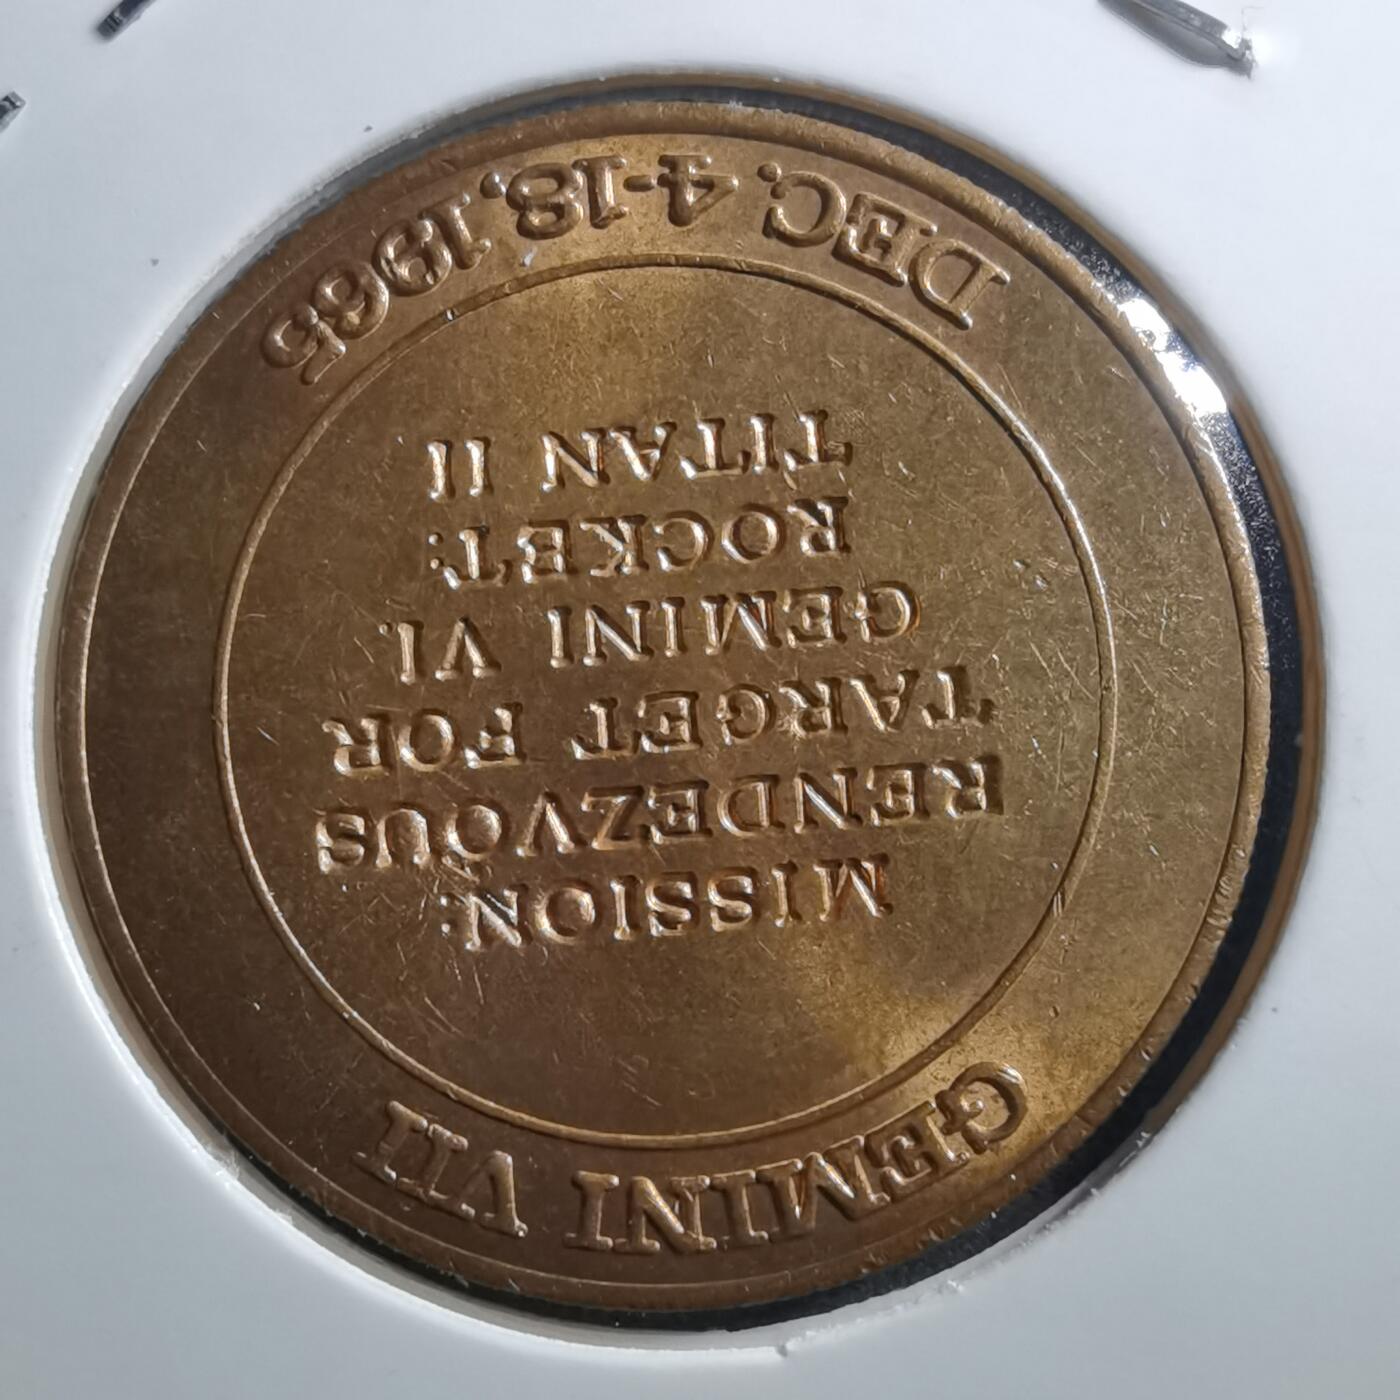 GEMINI VII
MISSION:
RENDEZVOUS
TARGET FOR
GEMINI VI.
ROCKET:
TITAN II
DEC. 4-18, 1965